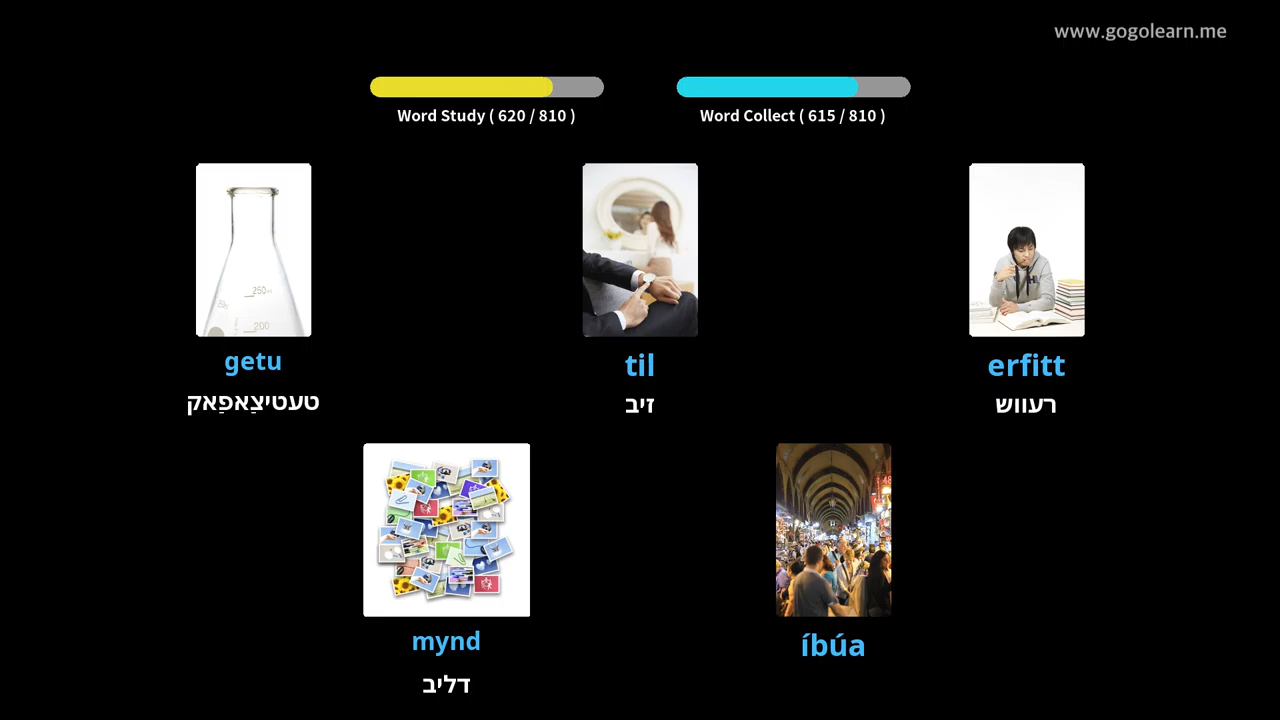 www.gogolearn.me
Word Study ( 620 / 810 )
Word Collect ( 615 / 810 )
getu
טעטיצַאפַאק
til
זיב
erfitt
רעווש
mynd
דליב
íbúa